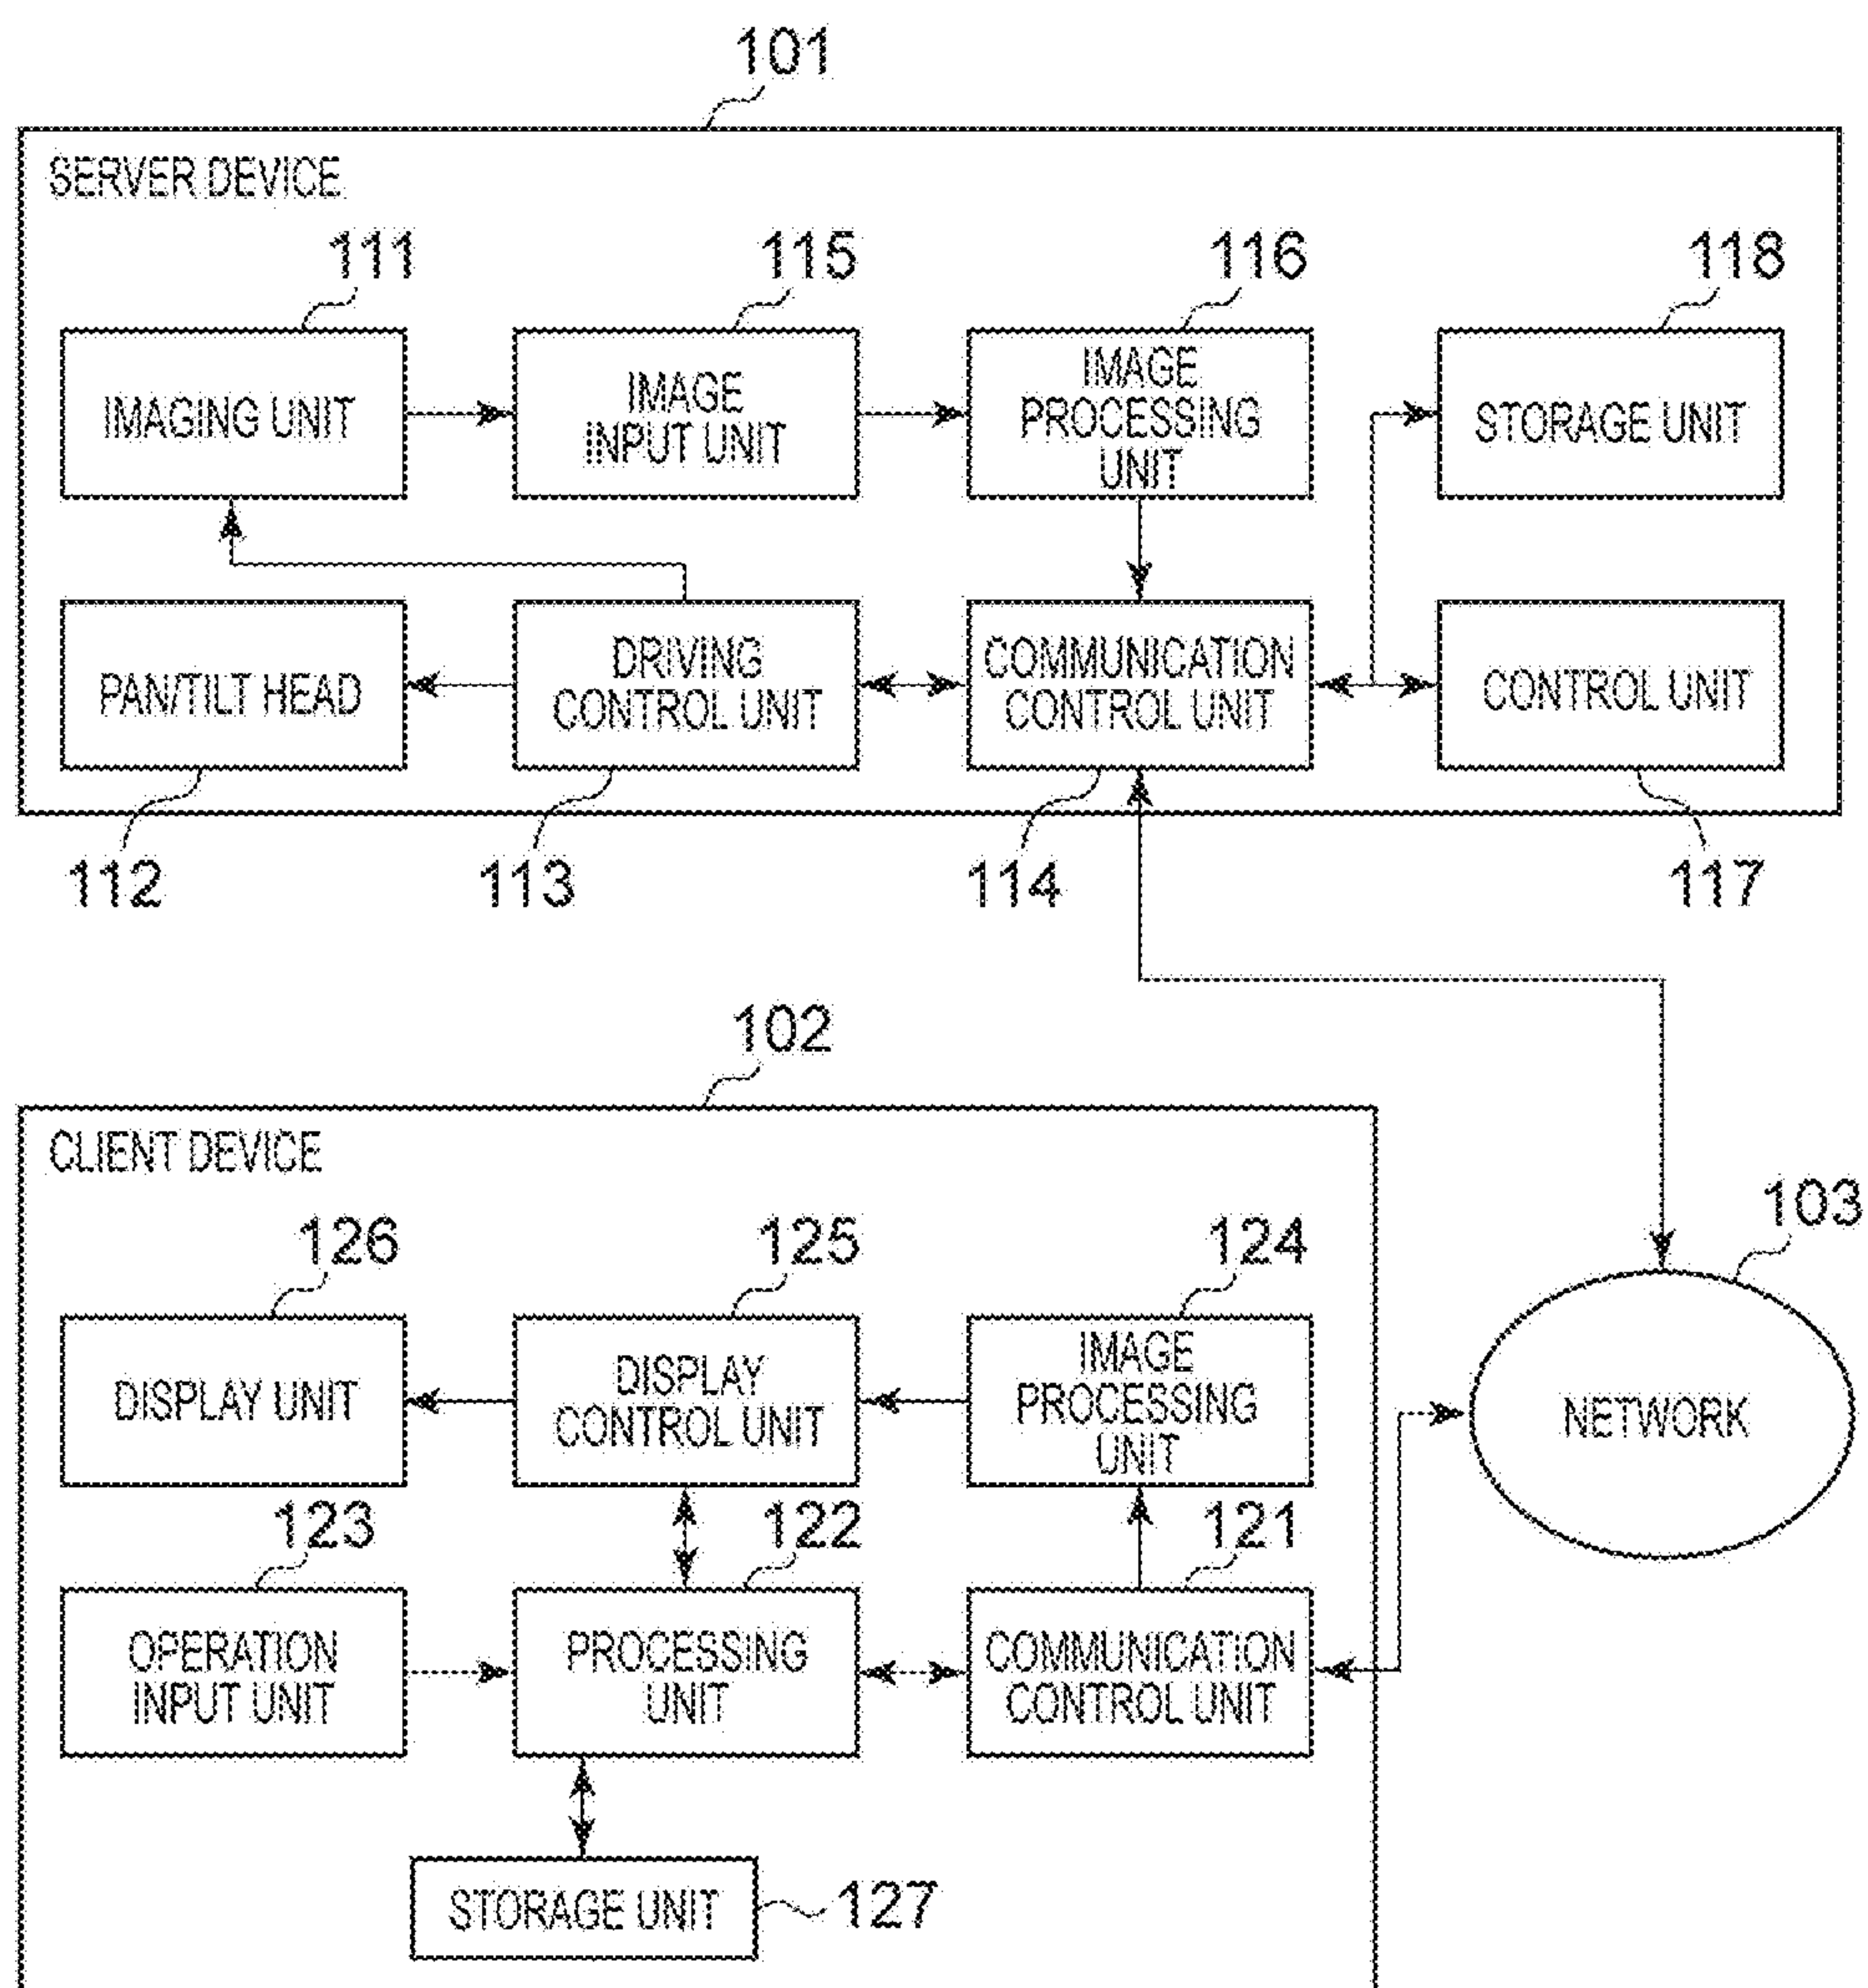 101
SERVER DEVICE
111
115
116
118
IMAGING UNIT
IMAGE
INPUT UNIT
IMAGE
PROCESSING
UNIT
STORAGE UNIT
PAN/TILT HEAD
DRIVING
CONTROL UNIT
COMMUNICATION
CONTROL UNIT
CONTROL UNIT
112
113
114
117
102
CLIENT DEVICE
103
126
125
124
DISPLAY UNIT
DISPLAY
CONTROL UNIT
IMAGE
PROCESSING
UNIT
NETWORK
123
122
121
OPERATION
INPUT UNIT
PROCESSING
UNIT
COMMUNICATION
CONTROL UNIT
STORAGE UNIT
127